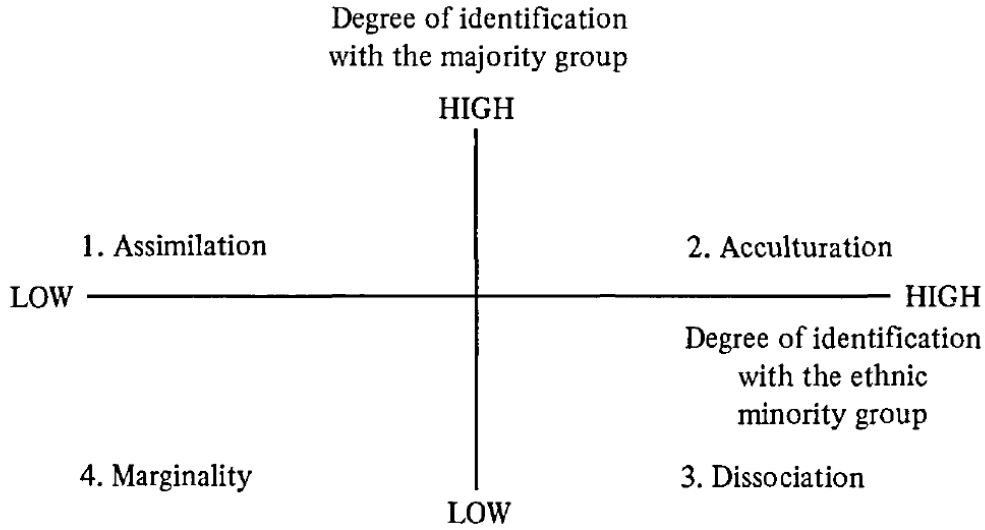 Degree of identification
with the majority group
HIGH
1. Assimilation
2. Acculturation
LOW
HIGH
Degree of identification
with the ethnic
minority group
4. Marginality
3. Dissociation
LOW